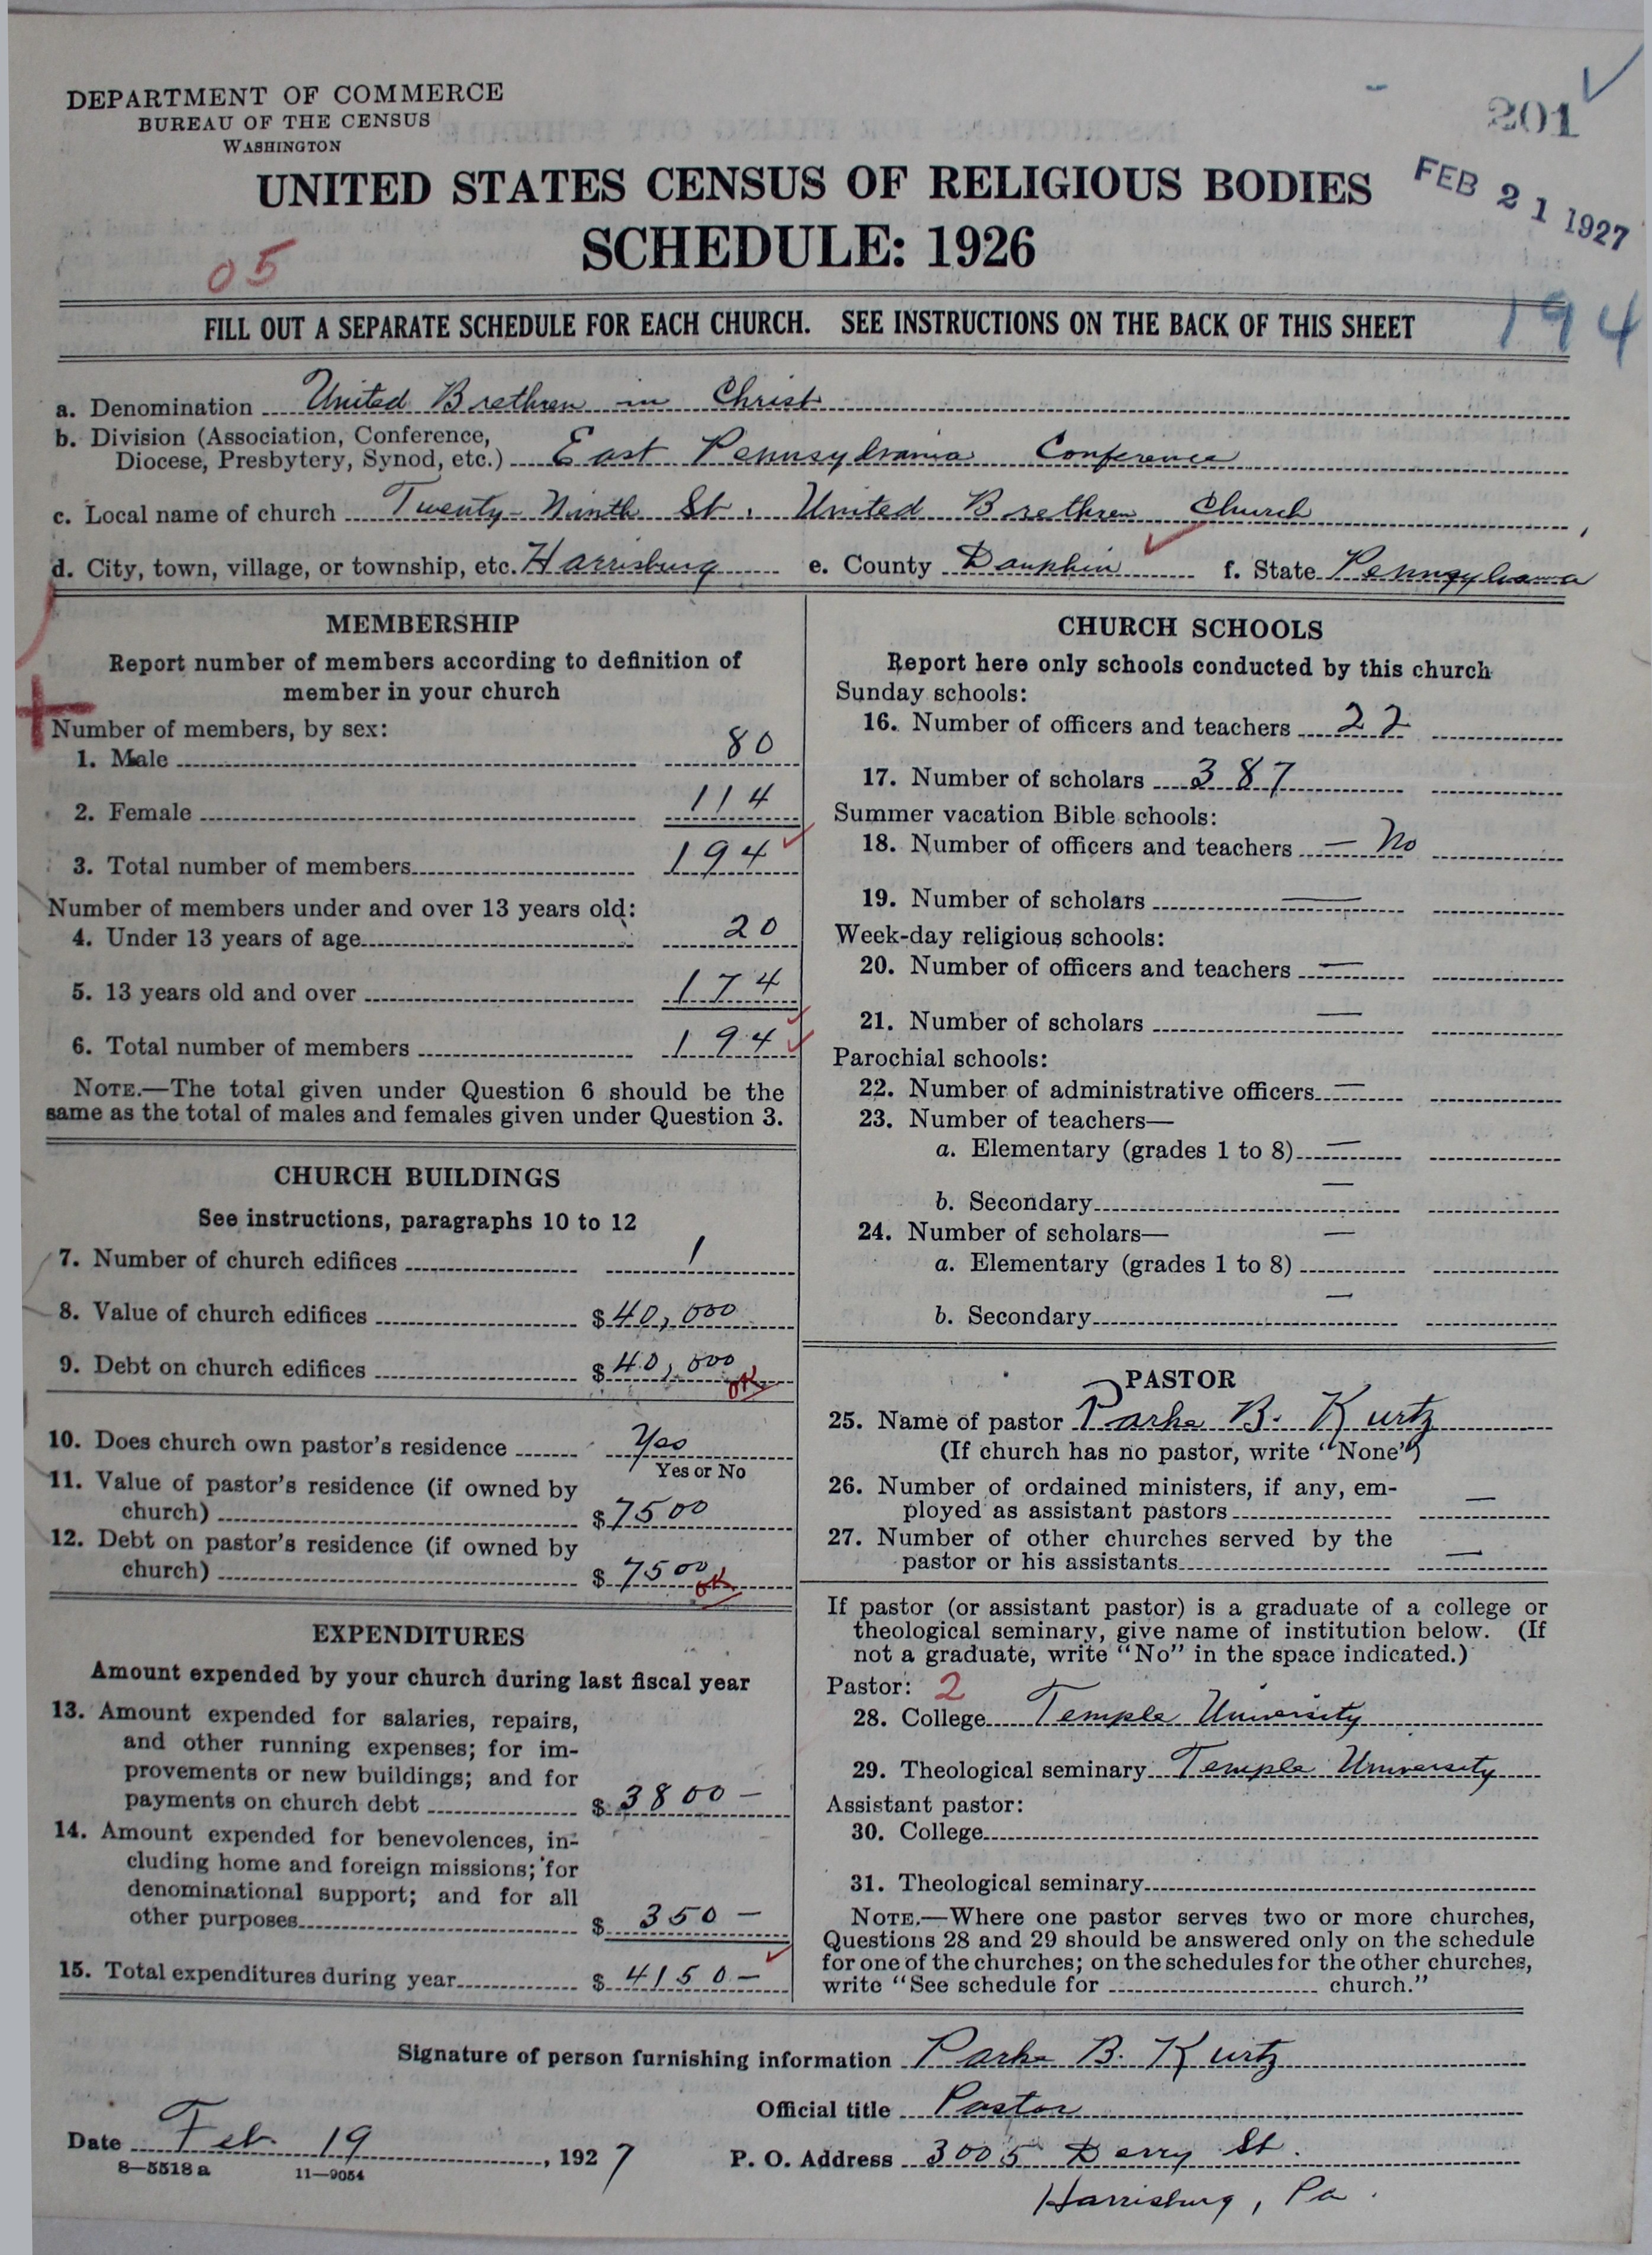 DEPARTMENT OF COMMERCE
BUREAU OF THE CENSUS
WASHINGTON
201
FEB 21 1927
UNITED STATES CENSUS OF RELIGIOUS BODIES
SCHEDULE: 1926
05
194
FILL OUT A SEPARATE SCHEDULE FOR EACH CHURCH. SEE INSTRUCTIONS ON THE BACK OF THIS SHEET
a. Denomination United Brethren in Christ
b. Division (Association, Conference,
Diocese, Presbytery, Synod, etc.) East Pennsylvania Conference
c. Local name of church Twenty-Ninth St. United Brethren Church
d. City, town, village, or township, etc. Harrisburg e. County Dauphin f. State Pennsylvania
MEMBERSHIP
Report number of members according to definition of
member in your church
Number of members, by sex:
1. Male 80
2. Female 114
3. Total number of members 194
Number of members under and over 13 years old:
4. Under 13 years of age 20
5. 13 years old and over 174
6. Total number of members 194
NOTE.—The total given under Question 6 should be the
same as the total of males and females given under Question 3.
CHURCH BUILDINGS
See instructions, paragraphs 10 to 12
7. Number of church edifices 1
8. Value of church edifices $ 40,000
9. Debt on church edifices $ 40,000
OK
10. Does church own pastor's residence Yes
Yes or No
11. Value of pastor's residence (if owned by
church) $ 7500
12. Debt on pastor's residence (if owned by
church) $ 7500
OK
EXPENDITURES
Amount expended by your church during last fiscal year
13. Amount expended for salaries, repairs,
and other running expenses; for im-
provements or new buildings; and for
payments on church debt $ 3800 —
14. Amount expended for benevolences, in-
cluding home and foreign missions; for
denominational support; and for all
other purposes $ 350 —
15. Total expenditures during year $ 4150 —
CHURCH SCHOOLS
Report here only schools conducted by this church
Sunday schools:
16. Number of officers and teachers 22
17. Number of scholars 387
Summer vacation Bible schools:
18. Number of officers and teachers — No
19. Number of scholars —
Week-day religious schools:
20. Number of officers and teachers —
21. Number of scholars —
Parochial schools:
22. Number of administrative officers —
23. Number of teachers—
a. Elementary (grades 1 to 8) —
b. Secondary —
24. Number of scholars—
a. Elementary (grades 1 to 8) —
b. Secondary —
PASTOR
25. Name of pastor Parke B. Kurtz
(If church has no pastor, write "None")
26. Number of ordained ministers, if any, em-
ployed as assistant pastors —
27. Number of other churches served by the
pastor or his assistants —
If pastor (or assistant pastor) is a graduate of a college or
theological seminary, give name of institution below. (If
not a graduate, write "No" in the space indicated.)
Pastor: 2
28. College Temple University
29. Theological seminary Temple University
Assistant pastor:
30. College
31. Theological seminary
NOTE.—Where one pastor serves two or more churches,
Questions 28 and 29 should be answered only on the schedule
for one of the churches; on the schedules for the other churches,
write "See schedule for church."
Signature of person furnishing information Parke B. Kurtz
Official title Pastor
Date Feb. 19, 1927
P. O. Address 3005 Derry St.
Harrisburg, Pa.
8—5518 a 11—9054